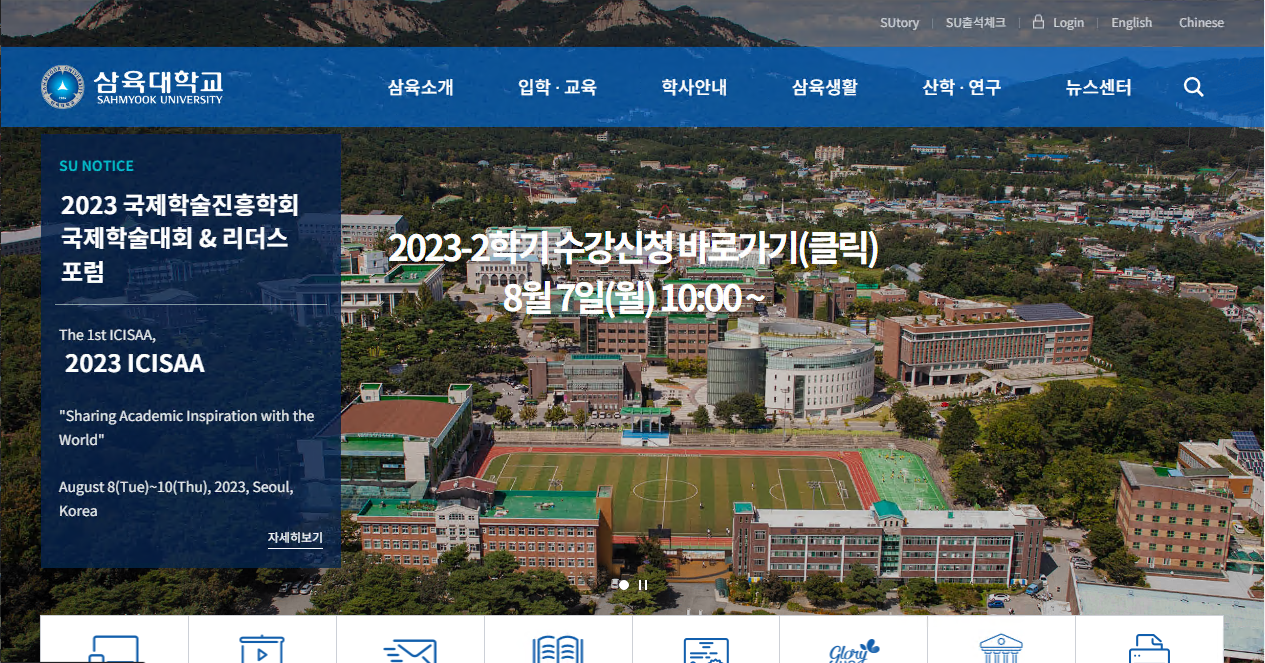 SUtory
SU출석체크
Login
English
Chinese
삼육대학교
SAHMYOOK UNIVERSITY
삼육소개
입학 · 교육
학사안내
삼육생활
산학 · 연구
뉴스센터
SU NOTICE
2023 국제학술진흥학회
국제학술대회 & 리더스
포럼
The 1st ICISAA,
2023 ICISAA
"Sharing Academic Inspiration with the
World"
August 8(Tue)~10(Thu), 2023, Seoul,
Korea
자세히보기
2023-2학기 수강신청 바로가기(클릭)
8월 7일(월) 10:00 ~
Glory